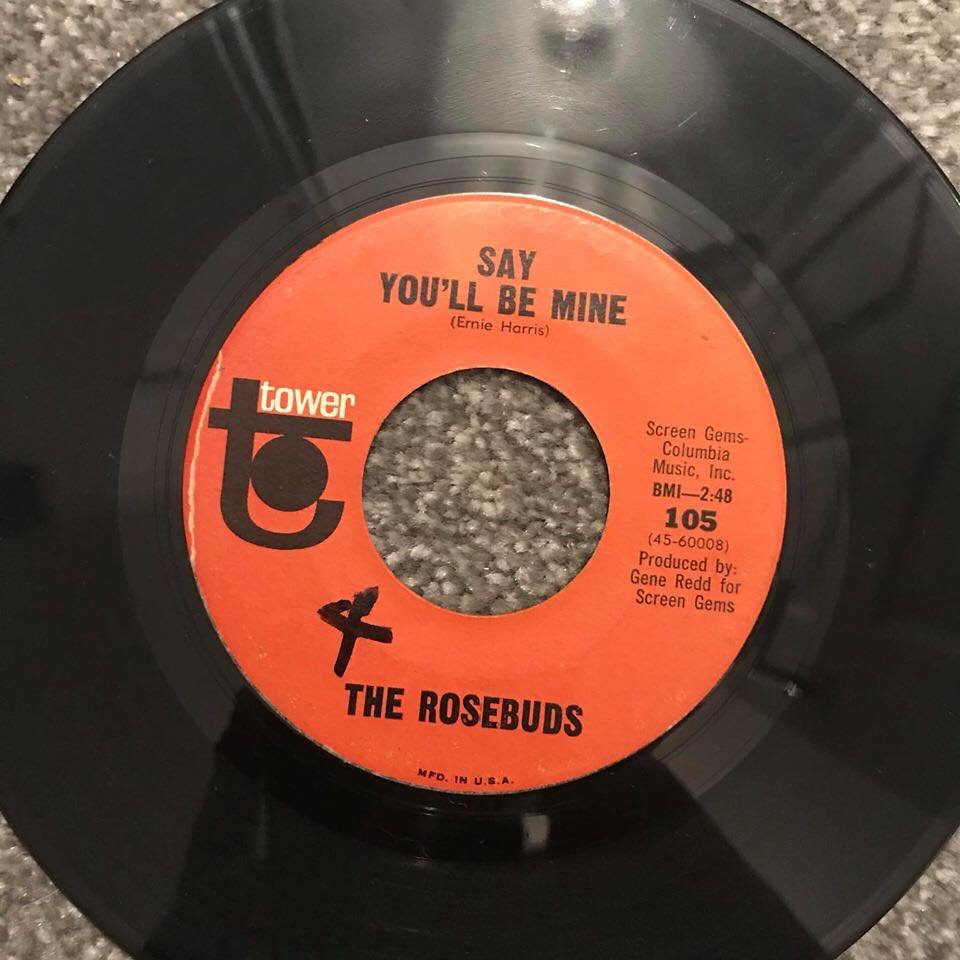 SAY
YOU'LL BE MINE
(Ernie Harris)
tower
Screen Gems-
Columbia
Music, Inc.
BMI—2:48
105
(45-60008)
Produced by:
Gene Redd for
Screen Gems
4
THE ROSEBUDS
MFD. IN U.S.A.